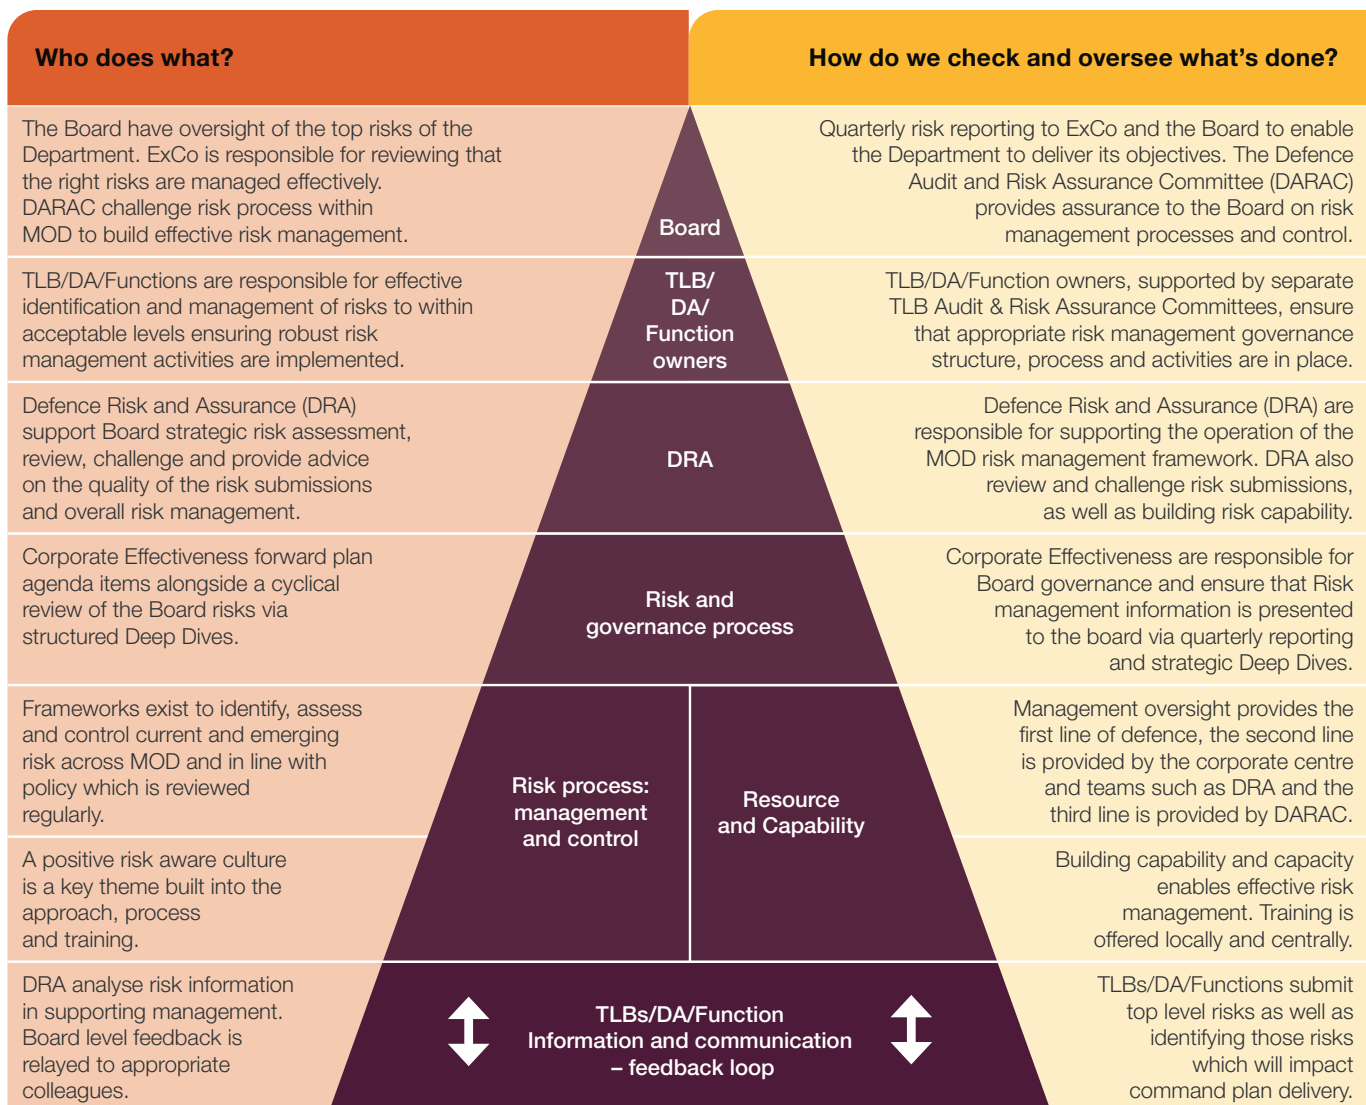 Who does what?
How do we check and oversee what's done?
The Board have oversight of the top risks of the
Department. ExCo is responsible for reviewing that
the right risks are managed effectively.
DARAC challenge risk process within
MOD to build effective risk management.
Board
Quarterly risk reporting to ExCo and the Board to enable
the Department to deliver its objectives. The Defence
Audit and Risk Assurance Committee (DARAC)
provides assurance to the Board on risk
management processes and control.
TLB/DA/Functions are responsible for effective
identification and management of risks to within
acceptable levels ensuring robust risk
management activities are implemented.
TLB/
DA/
Function
owners
TLB/DA/Function owners, supported by separate
TLB Audit & Risk Assurance Committees, ensure
that appropriate risk management governance
structure, process and activities are in place.
Defence Risk and Assurance (DRA)
support Board strategic risk assessment,
review, challenge and provide advice
on the quality of the risk submissions
and overall risk management.
DRA
Defence Risk and Assurance (DRA) are
responsible for supporting the operation of the
MOD risk management framework. DRA also
review and challenge risk submissions,
as well as building risk capability.
Corporate Effectiveness forward plan
agenda items alongside a cyclical
review of the Board risks via
structured Deep Dives.
Risk and
governance process
Corporate Effectiveness are responsible for
Board governance and ensure that Risk
management information is presented
to the board via quarterly reporting
and strategic Deep Dives.
Frameworks exist to identify, assess
and control current and emerging
risk across MOD and in line with
policy which is reviewed
regularly.
Risk process:
management
and control
Resource
and Capability
Management oversight provides the
first line of defence, the second line
is provided by the corporate centre
and teams such as DRA and the
third line is provided by DARAC.
A positive risk aware culture
is a key theme built into the
approach, process
and training.
Building capability and capacity
enables effective risk
management. Training is
offered locally and centrally.
DRA analyse risk information
in supporting management.
Board level feedback is
relayed to appropriate
colleagues.
TLBs/DA/Function
Information and communication
– feedback loop
TLBs/DA/Functions submit
top level risks as well as
identifying those risks
which will impact
command plan delivery.